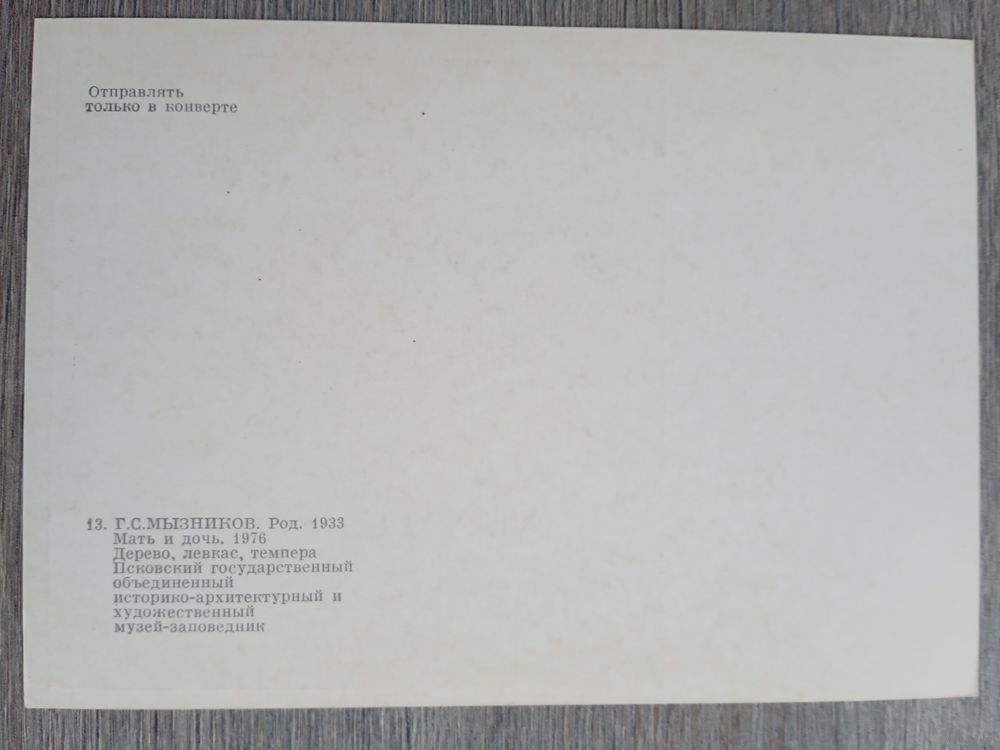 Отправлять
только в конверте
13. Г.С.МЫЗНИКОВ. Род. 1933
Мать и дочь. 1976
Дерево, левкас, темпера
Псковский государственный
объединенный
историко-архитектурный и
художественный
музей-заповедник